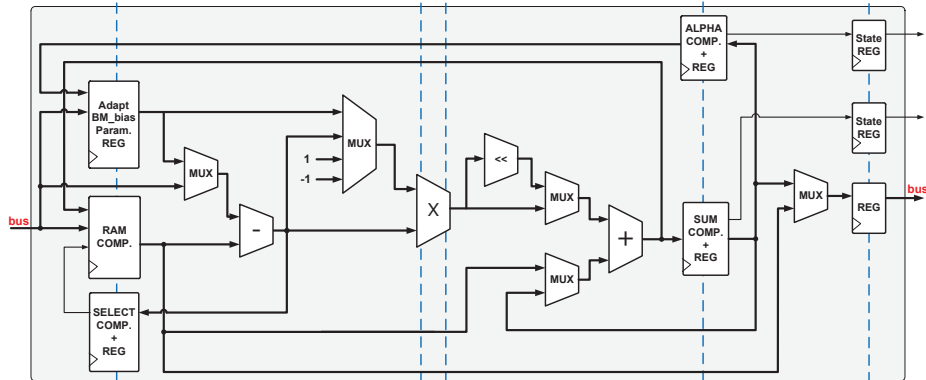 ALPHA
COMP.
+
REG
State
REG
Adapt
BM_bias
Param.
REG
MUX
1
-1
<<
State
REG
MUX
X
MUX
MUX
REG
bus
bus
RAM
COMP.
-
+
SUM
COMP.
+
REG
MUX
SELECT
COMP.
+
REG